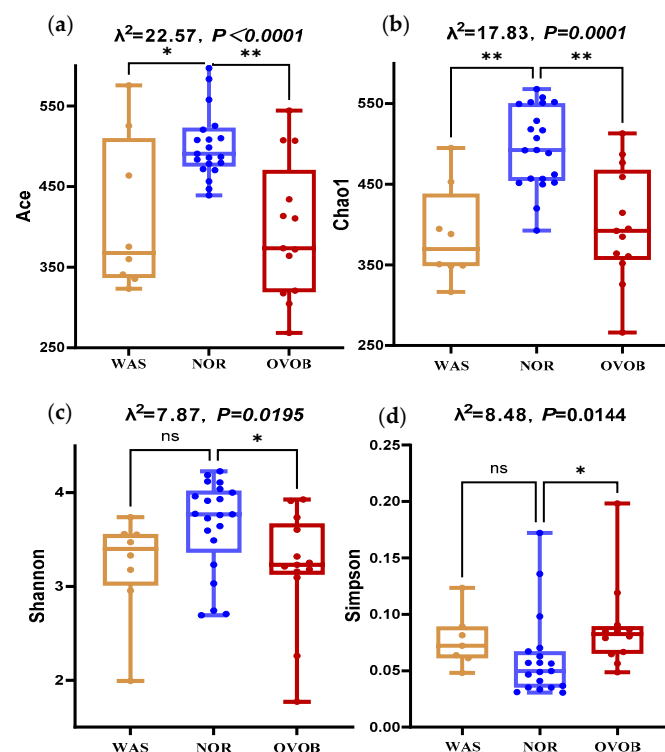 (a)
λ²=22.57, P<0.0001
*
**
Ace
550
450
350
250
WAS
NOR
OVOB
(b)
λ²=17.83, P=0.0001
**
**
Chao1
550
450
350
250
WAS
NOR
OVOB
(c)
λ²=7.87, P=0.0195
ns
*
Shannon
4
3
2
WAS
NOR
OVOB
(d)
λ²=8.48, P=0.0144
ns
*
Simpson
0.25
0.20
0.15
0.10
0.05
0.00
WAS
NOR
OVOB